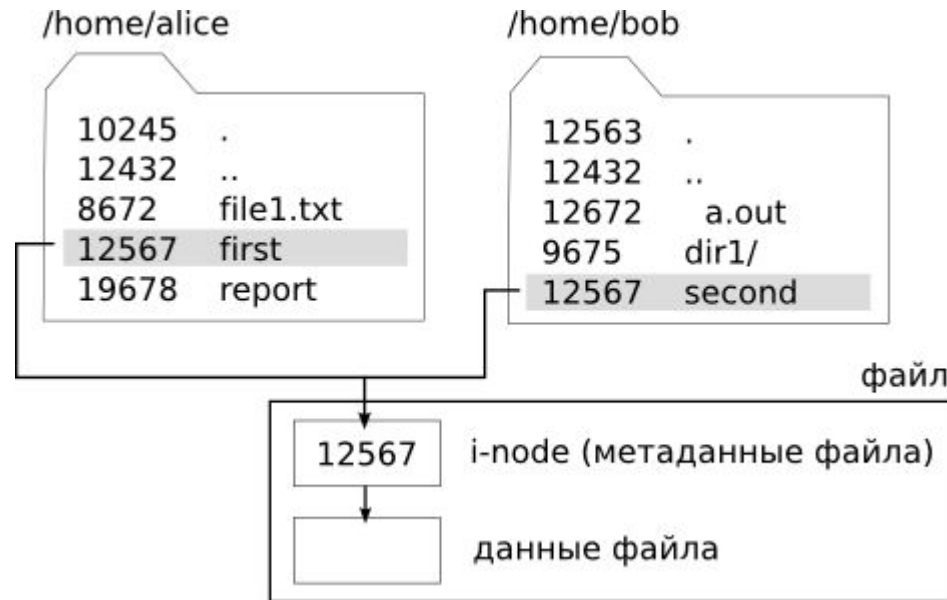 /home/alice
10245 .
12432 ..
8672 file1.txt
12567 first
19678 report
/home/bob
12563 .
12432 ..
12672 a.out
9675 dir1/
12567 second
файл
12567 i-node (метаданные файла)
данные файла